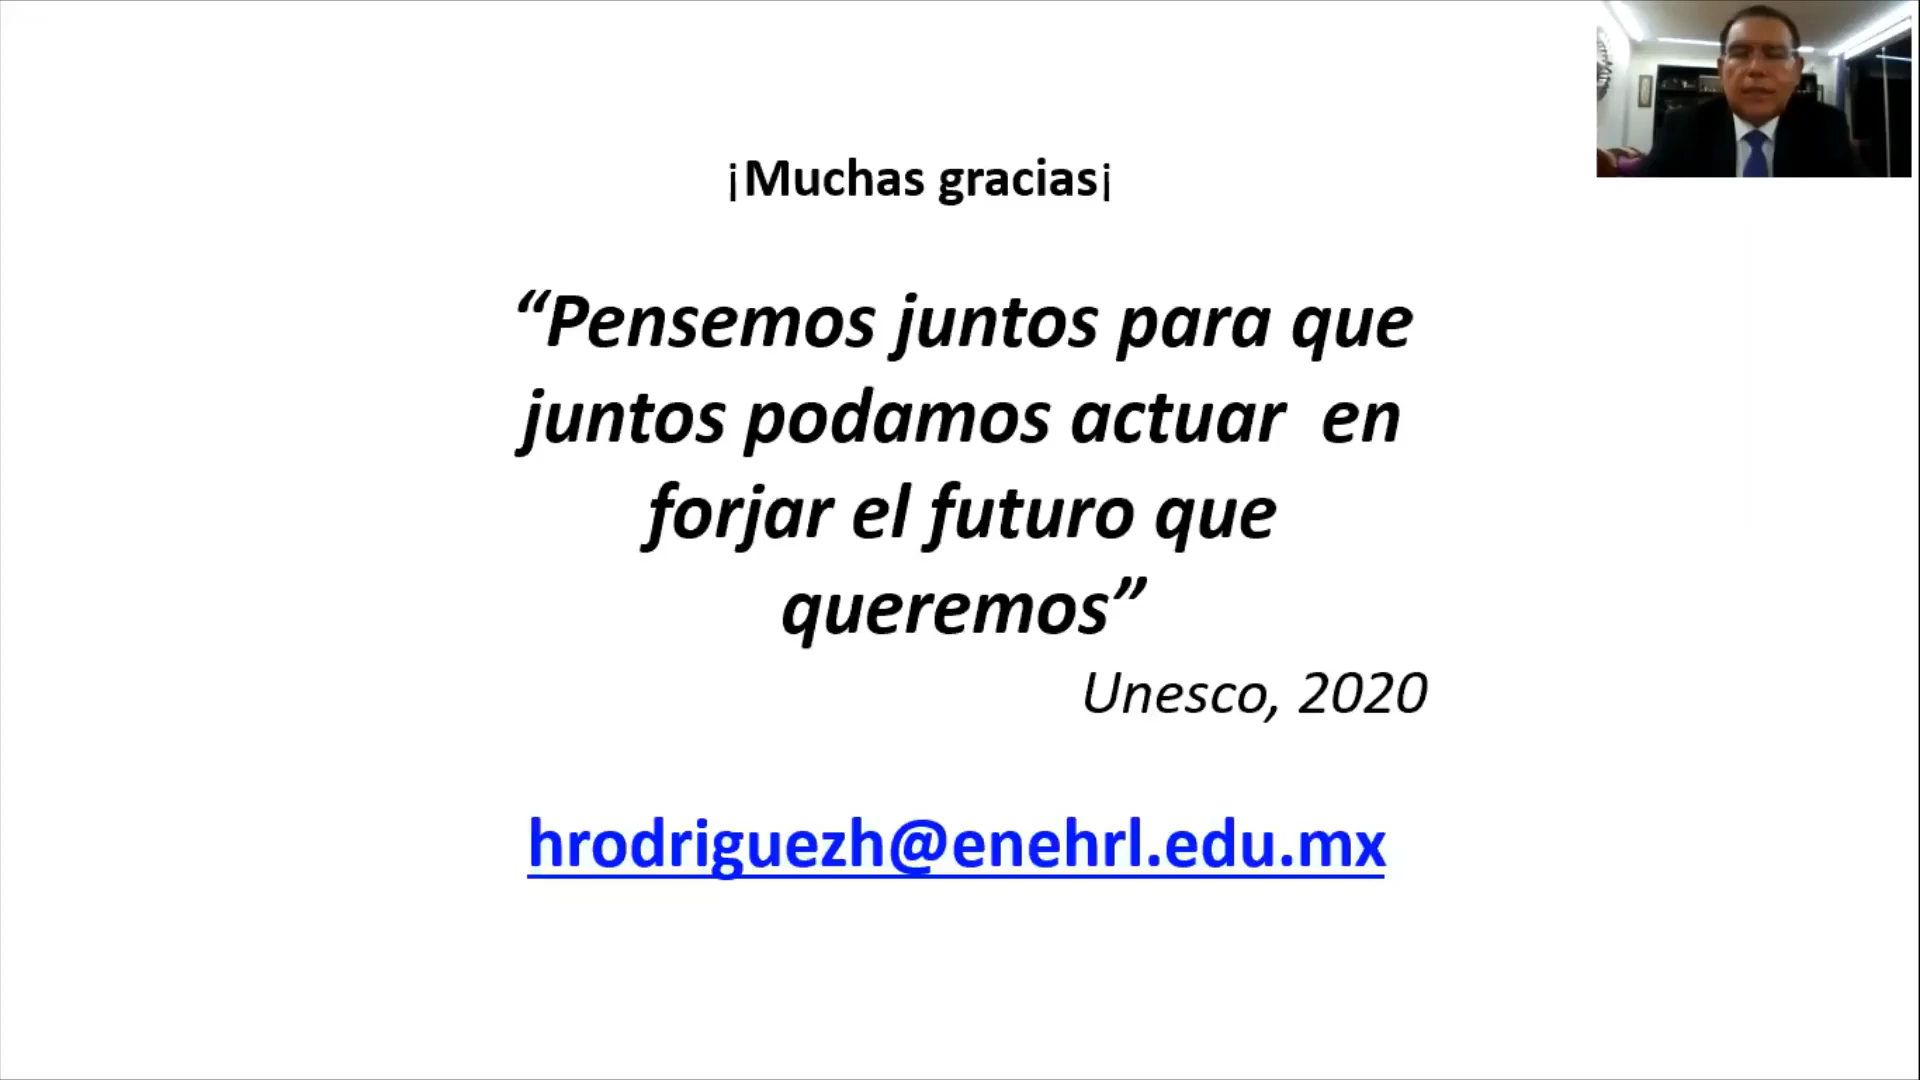 ¡Muchas gracias¡
“Pensemos juntos para que
juntos podamos actuar  en
forjar el futuro que
queremos”
Unesco, 2020
hrodriguezh@enehrl.edu.mx